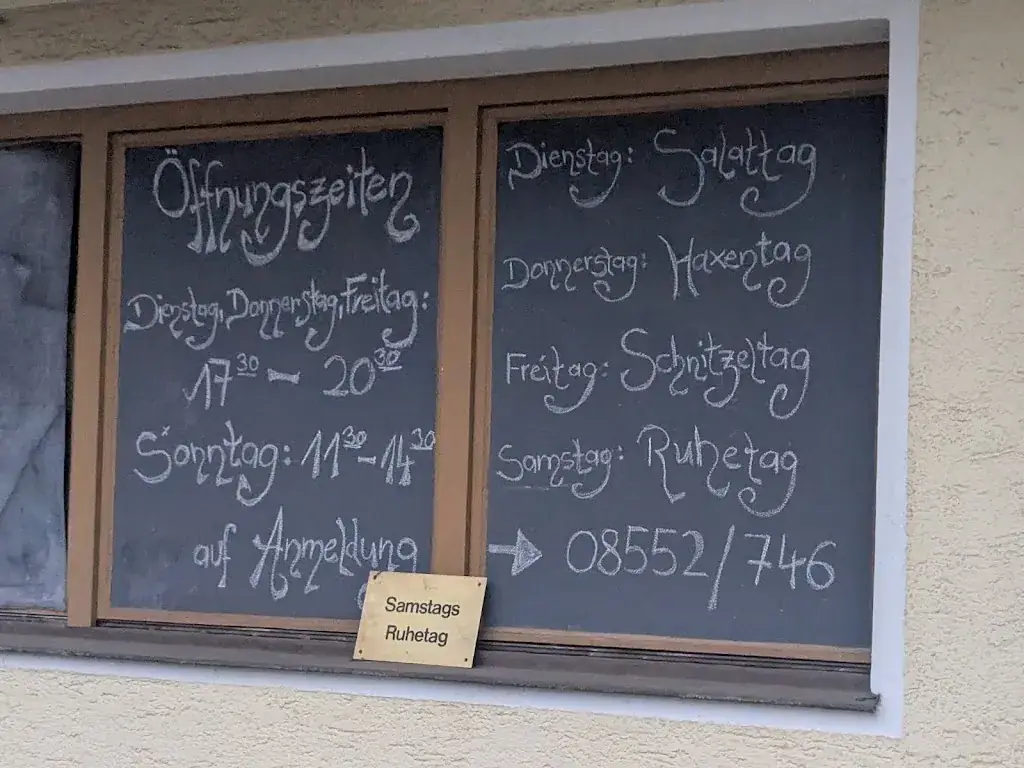 Öffnungszeiten
Dienstag, Donnerstag, Freitag:
17³⁰ – 20³⁰
Sonntag: 11³⁰ - 14³⁰
auf Anmeldung → 08552/746
Dienstag: Salattag
Donnerstag: Haxentag
Freitag: Schnitzeltag
Samstag: Ruhetag
Samstags
Ruhetag